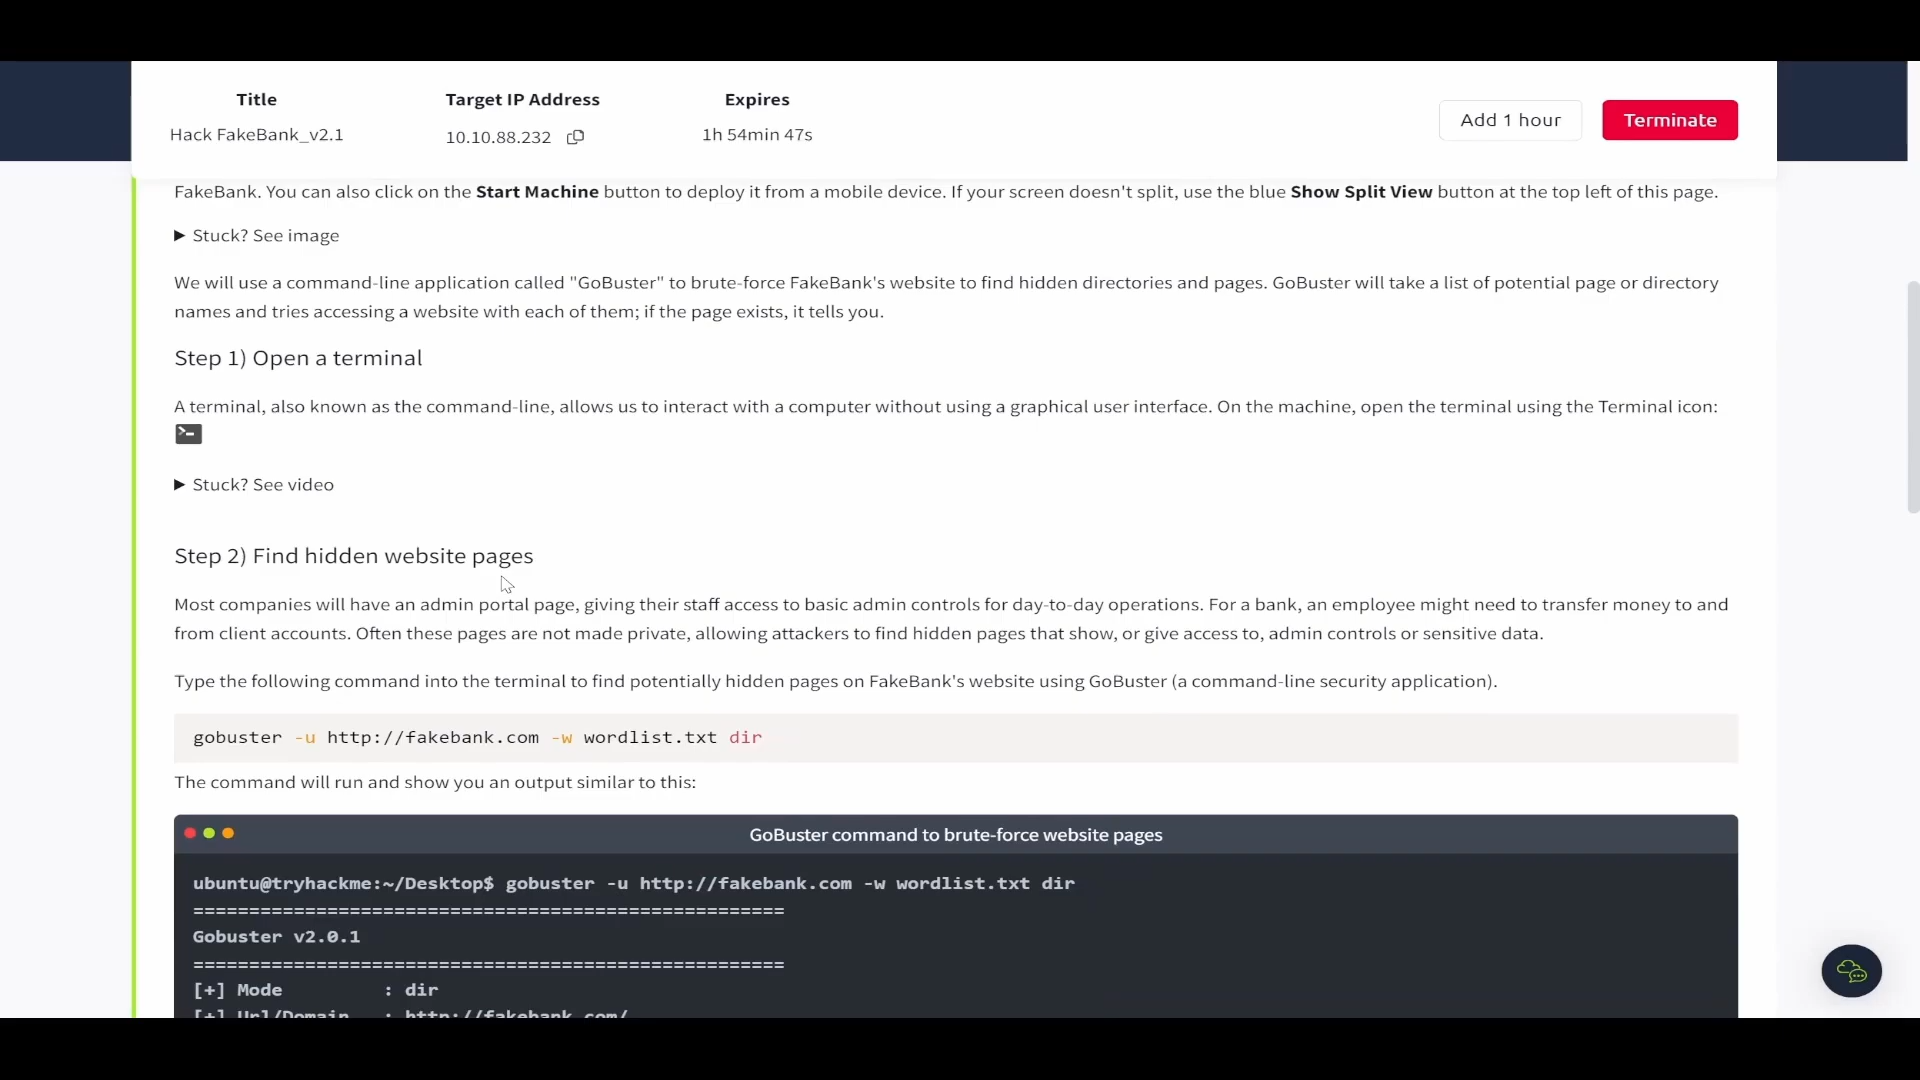 Title
Target IP Address
Expires
Hack FakeBank_v2.1
10.10.88.232
1h 54min 47s
Add 1 hour
Terminate
FakeBank. You can also click on the Start Machine button to deploy it from a mobile device. If your screen doesn't split, use the blue Show Split View button at the top left of this page.
▶ Stuck? See image
We will use a command-line application called "GoBuster" to brute-force FakeBank's website to find hidden directories and pages. GoBuster will take a list of potential page or directory
names and tries accessing a website with each of them; if the page exists, it tells you.
Step 1) Open a terminal
A terminal, also known as the command-line, allows us to interact with a computer without using a graphical user interface. On the machine, open the terminal using the Terminal icon:
▶ Stuck? See video
Step 2) Find hidden website pages
Most companies will have an admin portal page, giving their staff access to basic admin controls for day-to-day operations. For a bank, an employee might need to transfer money to and
from client accounts. Often these pages are not made private, allowing attackers to find hidden pages that show, or give access to, admin controls or sensitive data.
Type the following command into the terminal to find potentially hidden pages on FakeBank's website using GoBuster (a command-line security application).
gobuster -u http://fakebank.com -w wordlist.txt dir
The command will run and show you an output similar to this:
GoBuster command to brute-force website pages
ubuntu@tryhackme:~/Desktop$ gobuster -u http://fakebank.com -w wordlist.txt dir
=====================================================
Gobuster v2.0.1
=====================================================
[+] Mode : dir
[+] Url/Domain : http://fakebank.com/